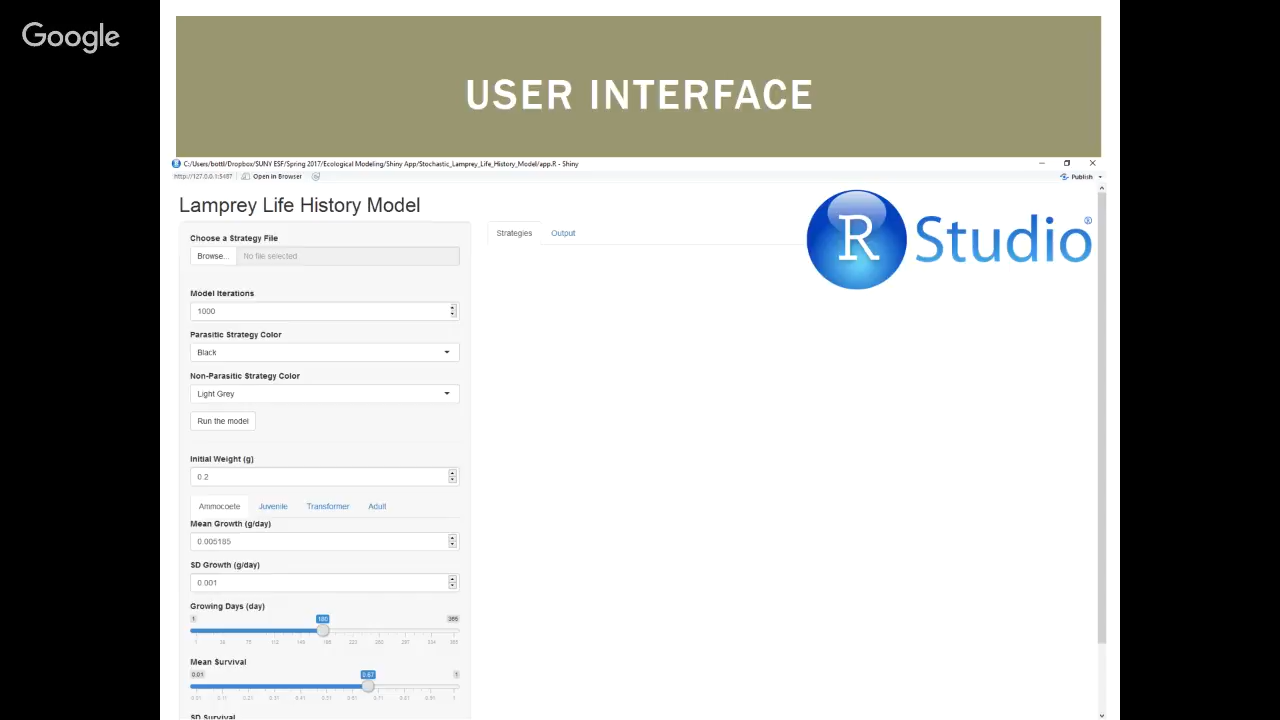 Google
USER INTERFACE
C:/Users/bottl/Dropbox/SUNY ESF/Spring 2017/Ecological Modeling/Shiny App/Stochastic_Lamprey_Life_History_Model/app.R - Shiny
Open in Browser
Publish
Lamprey Life History Model
R Studio®
Strategies Output
Choose a Strategy File
Browse... No file selected
Model Iterations
1000
Parasitic Strategy Color
Black
Non-Parasitic Strategy Color
Light Grey
Run the model
Initial Weight (g)
0.2
Ammocoete Juvenile Transformer Adult
Mean Growth (g/day)
0.005185
SD Growth (g/day)
0.001
Growing Days (day)
1
Mean Survival
0.01 0.67 1
SD Survival